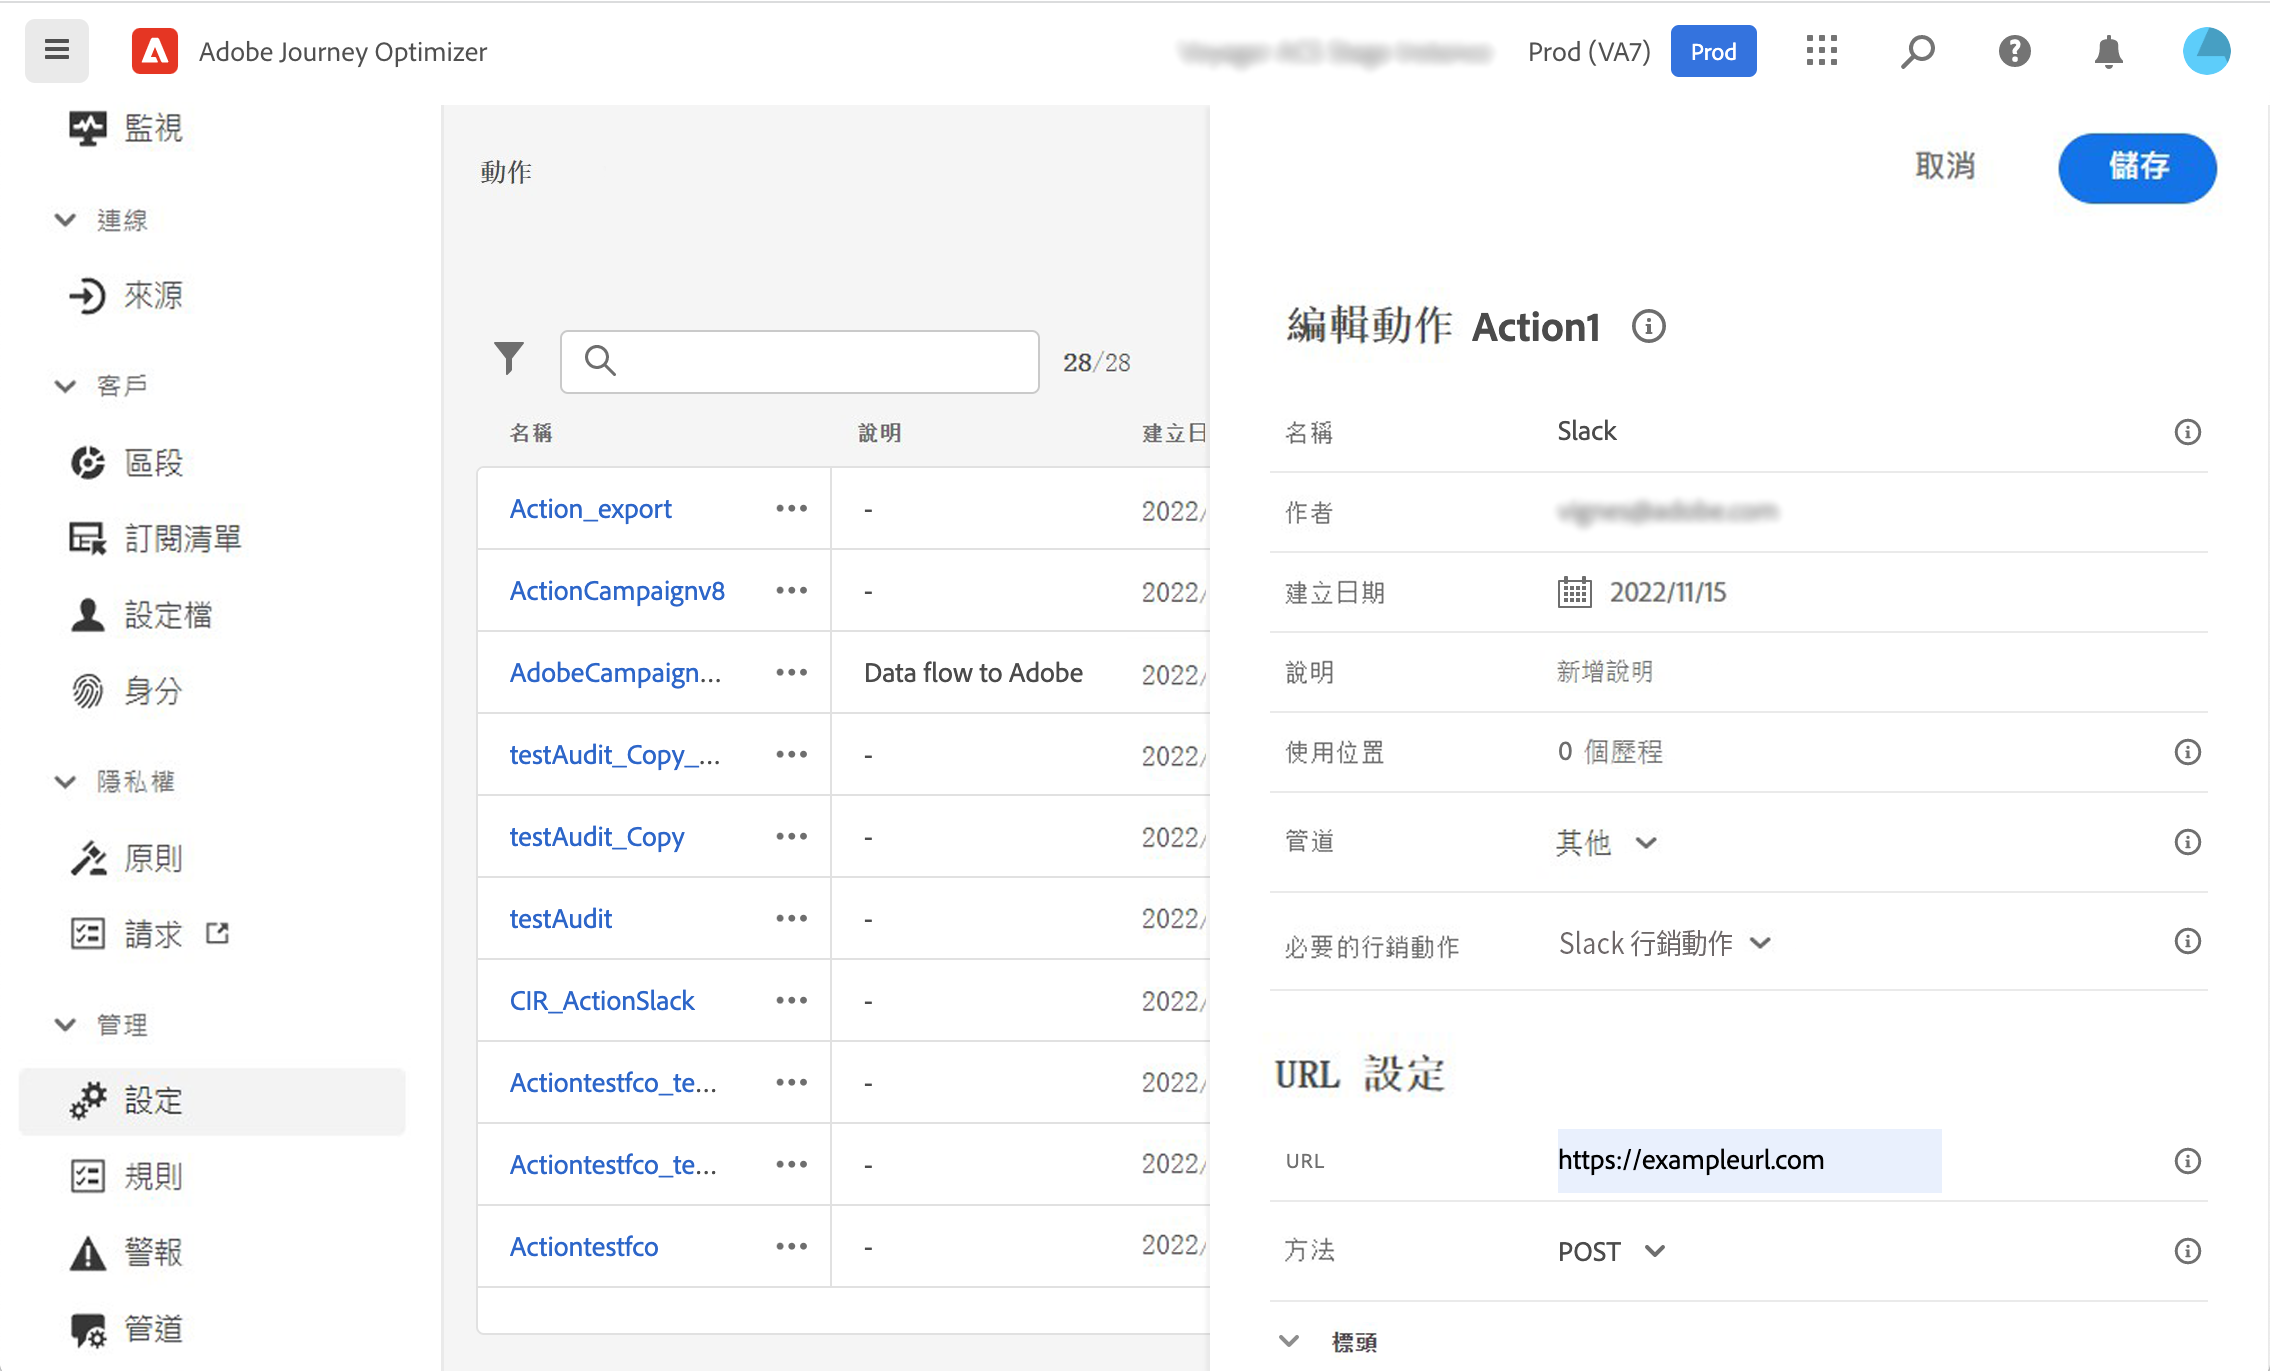 Adobe Journey Optimizer
Prod (VA7)
Prod
監視
連線
來源
客戶
區段
訂閱清單
設定檔
身分
隱私權
原則
請求
管理
設定
規則
警報
管道
動作
28/28
名稱 說明 建立日
Action_export ••• - 2022/
ActionCampaignv8 ••• - 2022/
AdobeCampaign... ••• Data flow to Adobe 2022/
testAudit_Copy_... ••• - 2022/
testAudit_Copy ••• - 2022/
testAudit ••• - 2022/
CIR_ActionSlack ••• - 2022/
Actiontestfco_te... ••• - 2022/
Actiontestfco_te... ••• - 2022/
Actiontestfco ••• - 2022/
取消
儲存
編輯動作 Action1
名稱 Slack
作者
建立日期 2022/11/15
說明 新增說明
使用位置 0 個歷程
管道 其他
必要的行銷動作 Slack 行銷動作
URL 設定
URL https://exampleurl.com
方法 POST
標頭